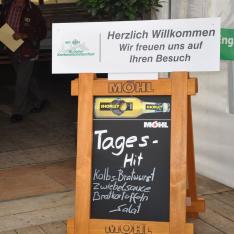 Herzlich Willkommen
Wir freuen uns auf
Ihren Besuch
MÖHL
MÖHL
Tages-
Hit
Kalbs-Bratwurst
Zwiebelsauce
Bratkartoffeln
Salat
MÖHL